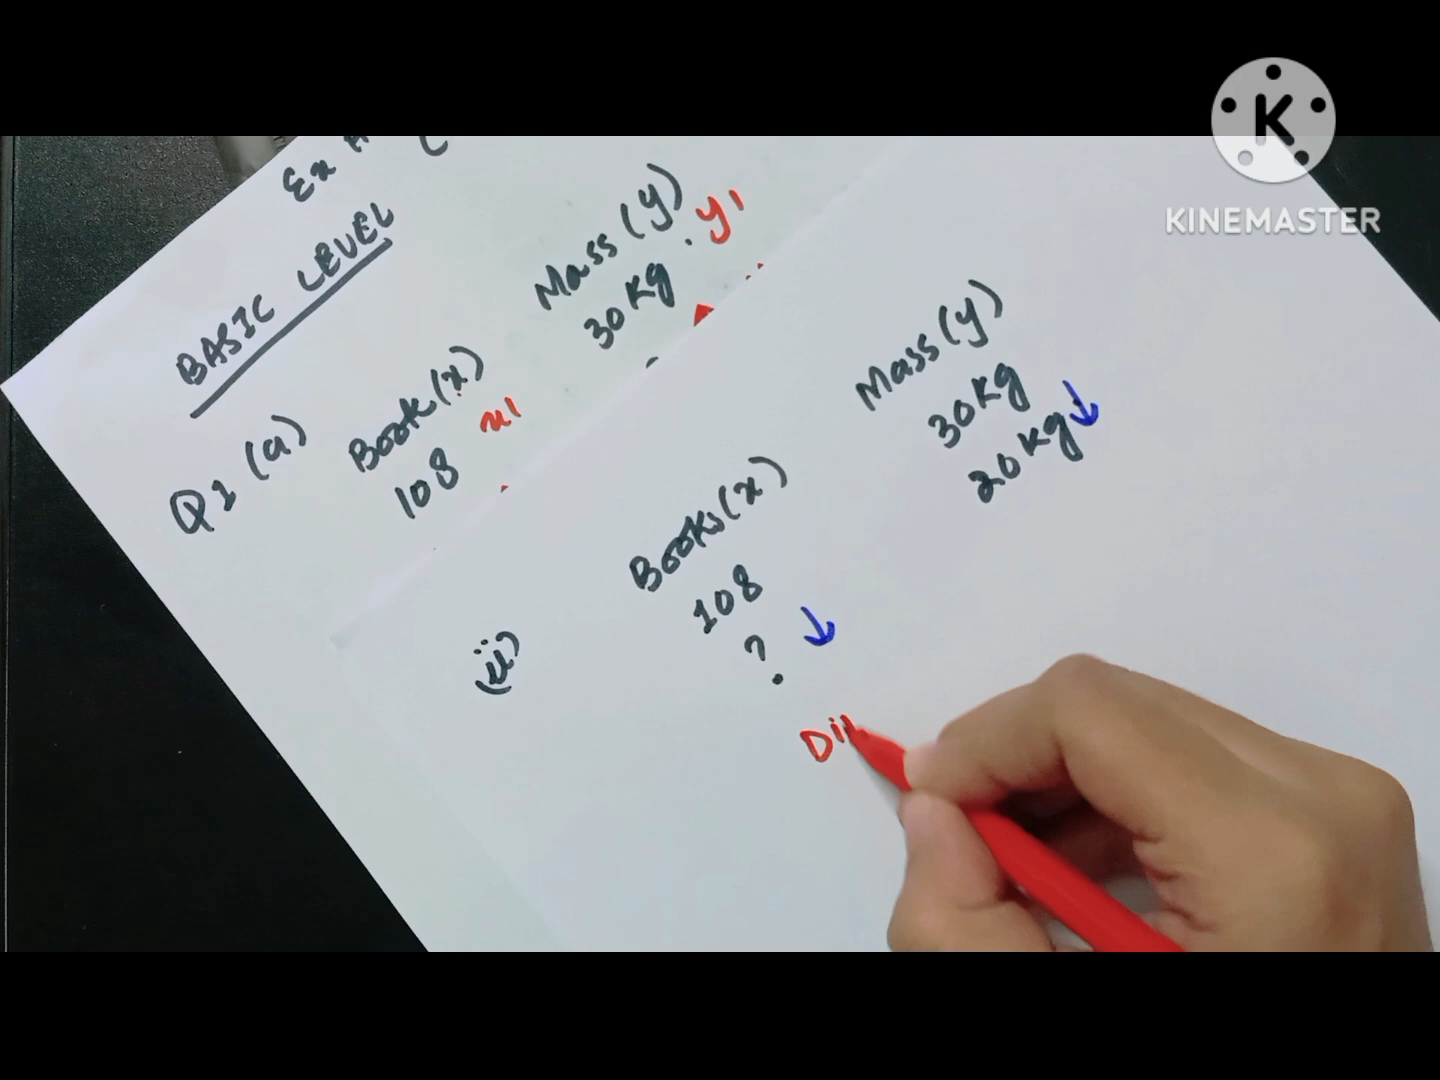 Ex
BASIC LEVEL
Q1 (a) Book(x) Mass(y)
108 x1 30 Kg y1
(ii) Books(x) Mass(y)
108 30 Kg
? ↓ 20 Kg ↓
Di
K
KINEMASTER